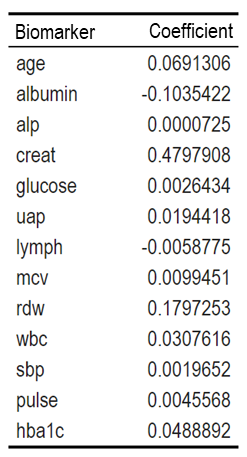 Biomarker Coefficient
age 0.0691306
albumin -0.1035422
alp 0.0000725
creat 0.4797908
glucose 0.0026434
uap 0.0194418
lymph -0.0058775
mcv 0.0099451
rdw 0.1797253
wbc 0.0307616
sbp 0.0019652
pulse 0.0045568
hba1c 0.0488892